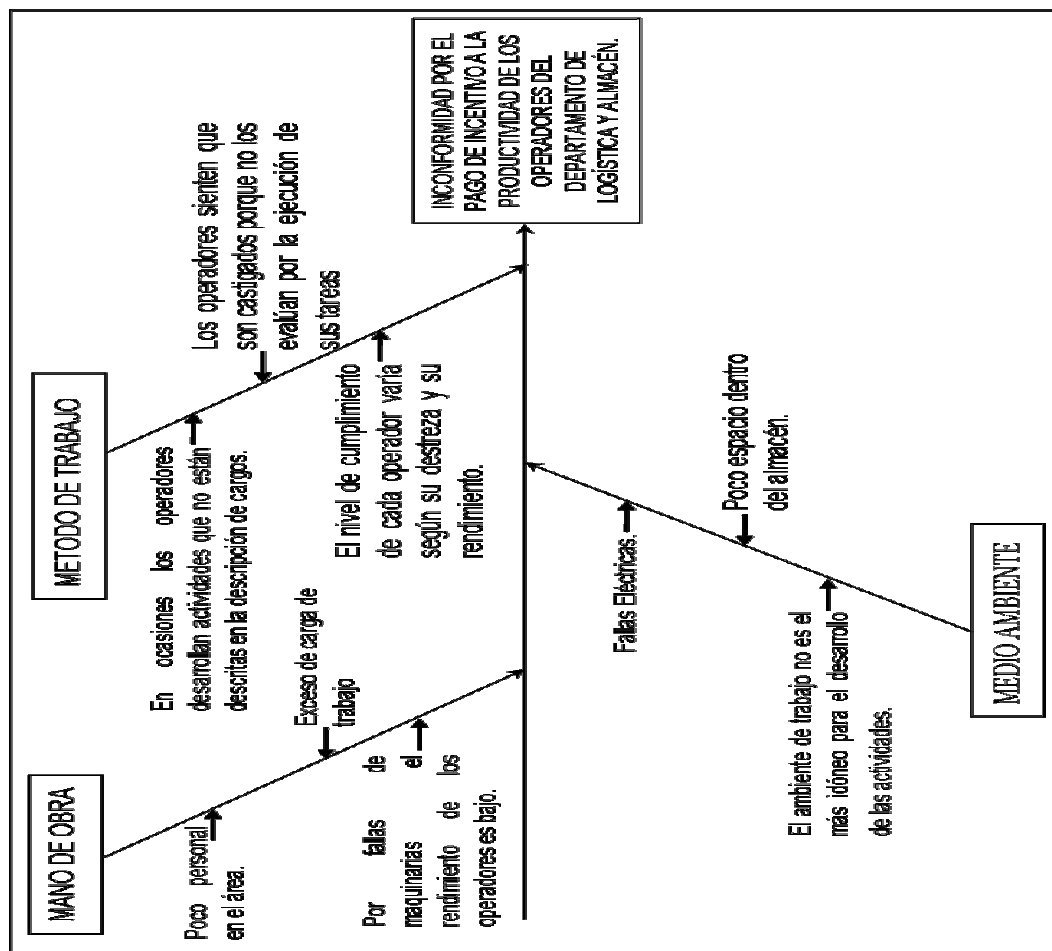 MANO DE OBRA
Poco personal
en el área.
Exceso de carga de
trabajo
Por fallas de
maquinarias el
rendimiento de los
operadores es bajo.
METODO DE TRABAJO
En ocasiones los operadores
desarrollan actividades que no están
descritas en la descripción de cargos.
Los operadores sienten que
son castigados porque no los
evalúan por la ejecución de
sus tareas
El nivel de cumplimiento
de cada operador varía
según su destreza y su
rendimiento.
INCONFORMIDAD POR EL
PAGO DE INCENTIVO A LA
PRODUCTIVIDAD DE LOS
OPERADORES DEL
DEPARTAMENTO DE
LOGÍSTICA Y ALMACÉN.
Fallas Eléctricas.
Poco espacio dentro
del almacén.
El ambiente de trabajo no es el
más idóneo para el desarrollo
de las actividades.
MEDIO AMBIENTE